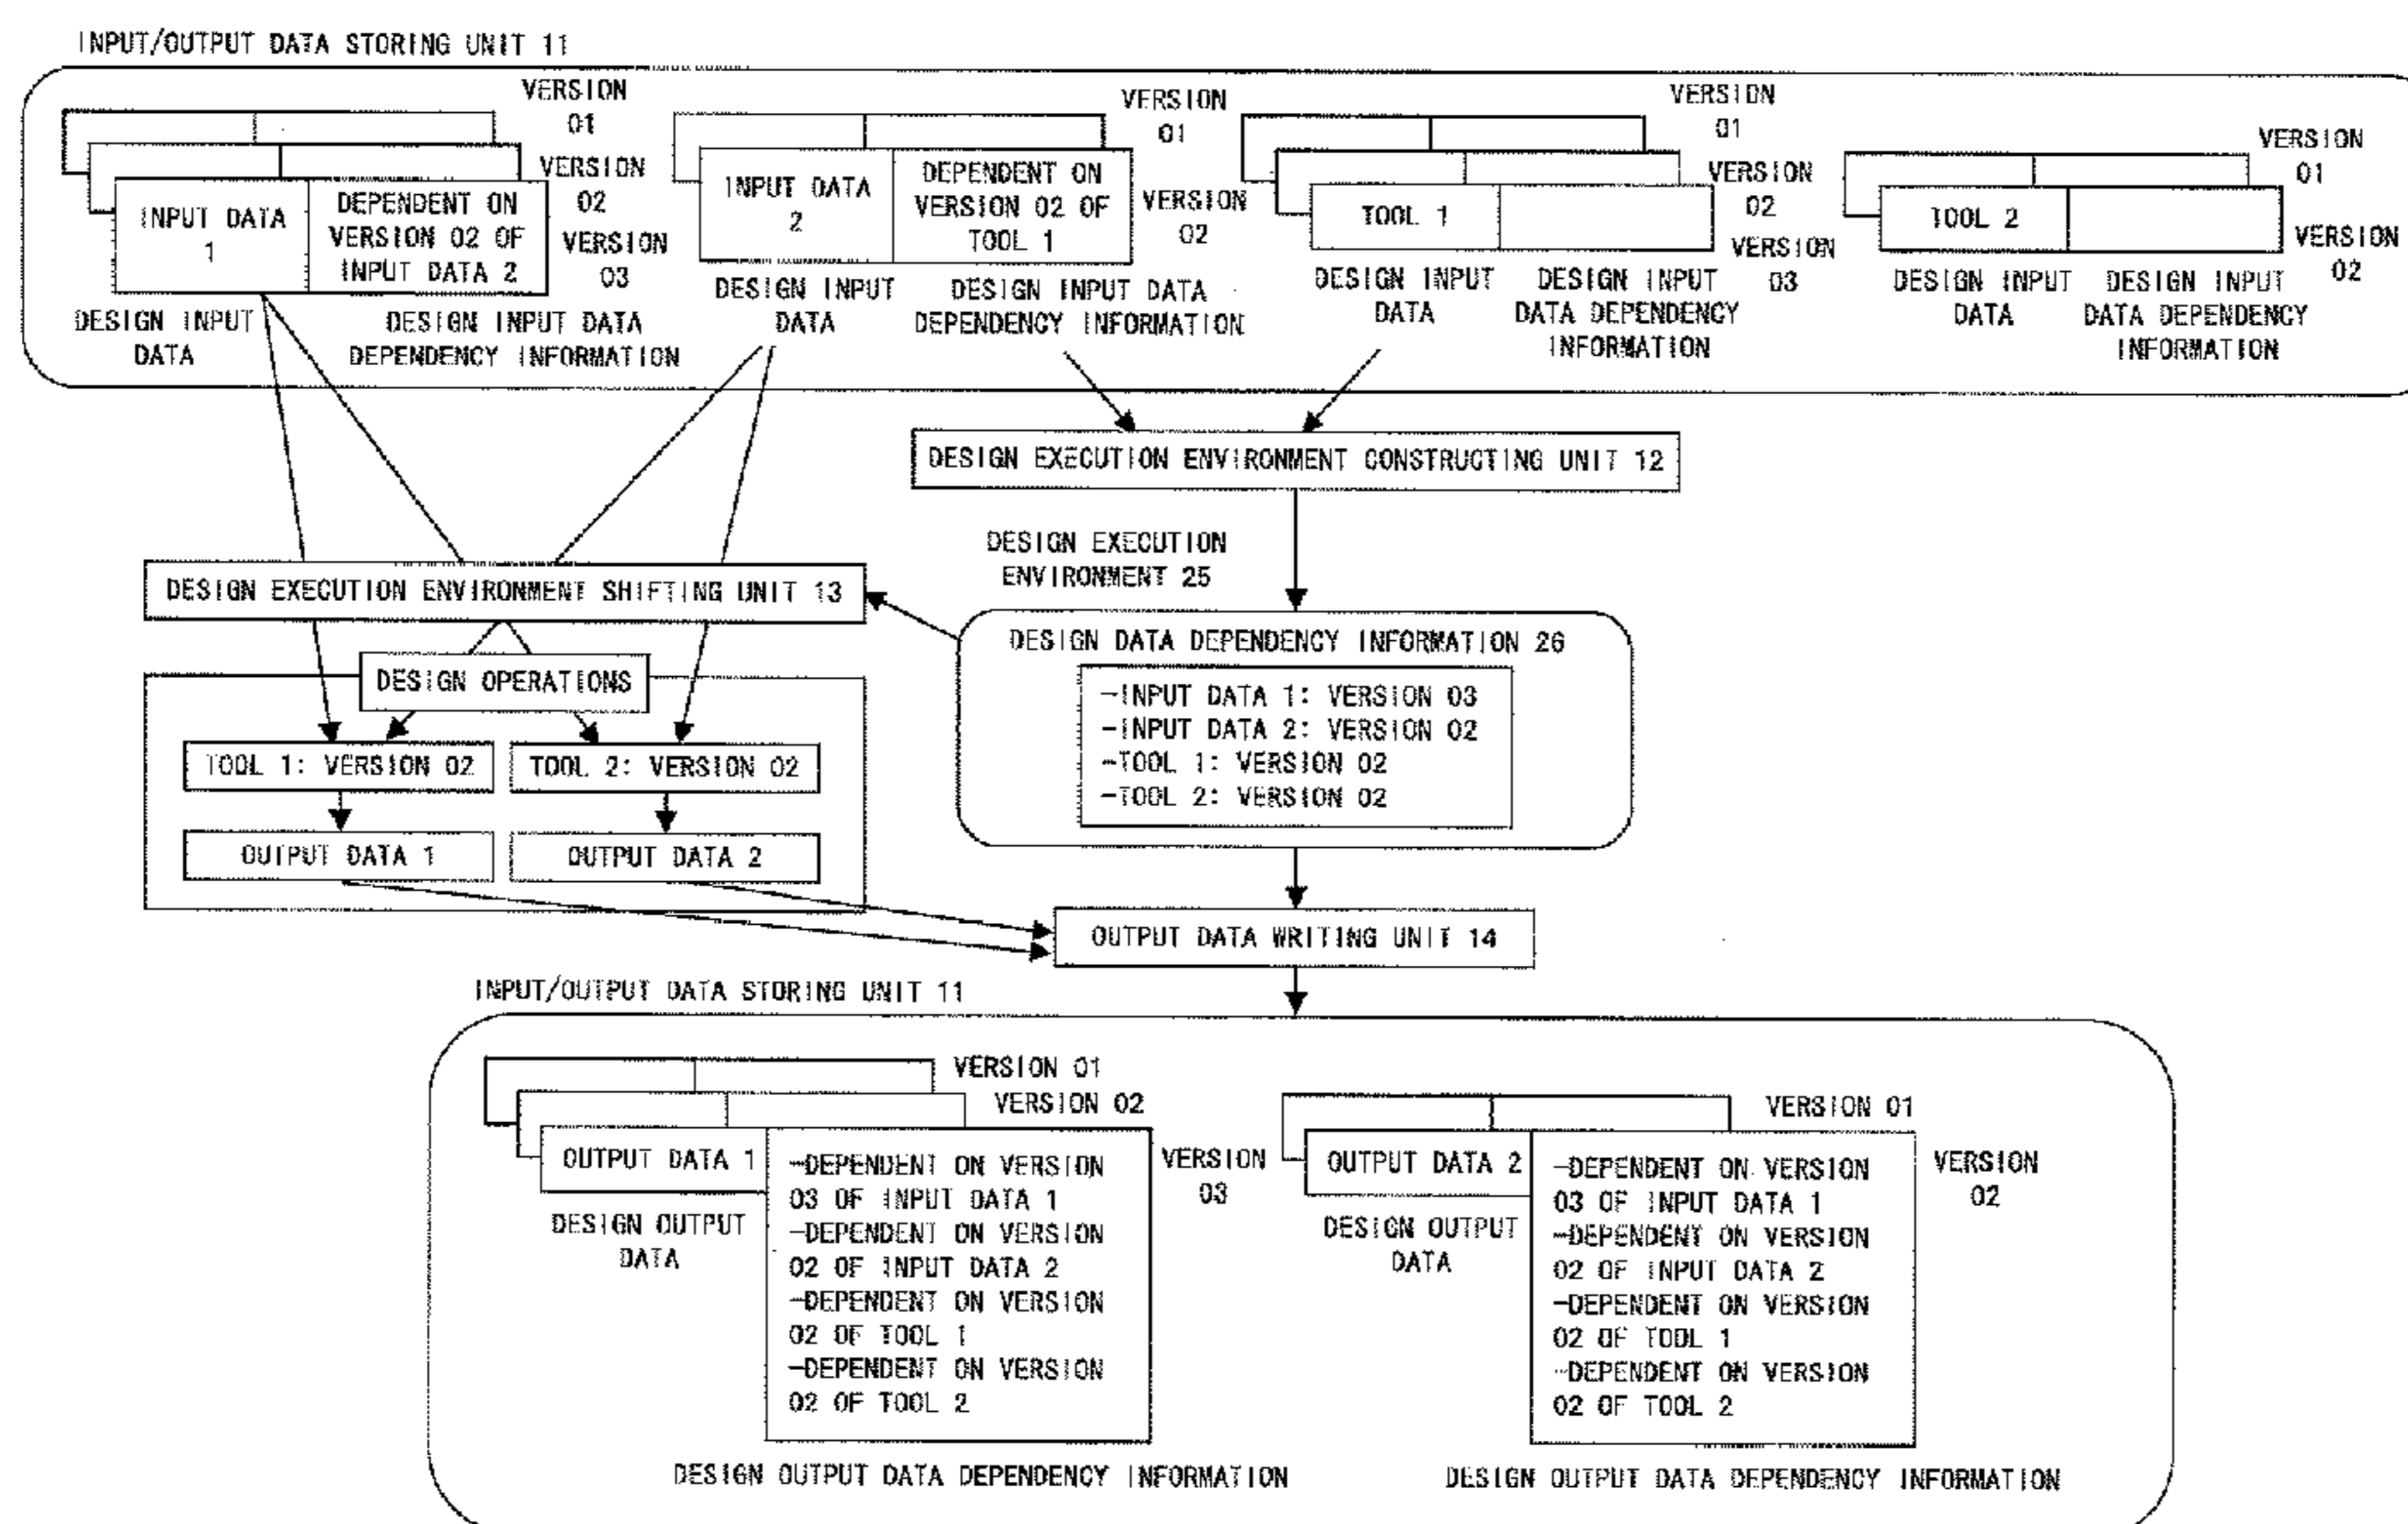 INPUT/OUTPUT DATA STORING UNIT 11
VERSION
01
VERSION
02
VERSION
03
INPUT DATA
1
DEPENDENT ON
VERSION 02 OF
INPUT DATA 2
DESIGN INPUT
DATA
DESIGN INPUT DATA
DEPENDENCY INFORMATION
VERSION
01
VERSION
02
INPUT DATA
2
DEPENDENT ON
VERSION 02 OF
TOOL 1
DESIGN INPUT
DATA
DESIGN INPUT DATA
DEPENDENCY INFORMATION
VERSION
01
VERSION
02
VERSION
03
TOOL 1
DESIGN INPUT
DATA
DESIGN INPUT
DATA DEPENDENCY
INFORMATION
VERSION
01
VERSION
02
TOOL 2
DESIGN INPUT
DATA
DESIGN INPUT
DATA DEPENDENCY
INFORMATION
DESIGN EXECUTION ENVIRONMENT CONSTRUCTING UNIT 12
DESIGN EXECUTION
ENVIRONMENT 25
DESIGN EXECUTION ENVIRONMENT SHIFTING UNIT 13
DESIGN DATA DEPENDENCY INFORMATION 26
-INPUT DATA 1: VERSION 03
-INPUT DATA 2: VERSION 02
-TOOL 1: VERSION 02
-TOOL 2: VERSION 02
DESIGN OPERATIONS
TOOL 1: VERSION 02
TOOL 2: VERSION 02
OUTPUT DATA 1
OUTPUT DATA 2
OUTPUT DATA WRITING UNIT 14
INPUT/OUTPUT DATA STORING UNIT 11
VERSION 01
VERSION 02
VERSION
03
OUTPUT DATA 1
DESIGN OUTPUT
DATA
-DEPENDENT ON VERSION
03 OF INPUT DATA 1
-DEPENDENT ON VERSION
02 OF INPUT DATA 2
-DEPENDENT ON VERSION
02 OF TOOL 1
-DEPENDENT ON VERSION
02 OF TOOL 2
DESIGN OUTPUT DATA DEPENDENCY INFORMATION
VERSION 01
VERSION
02
OUTPUT DATA 2
DESIGN OUTPUT
DATA
-DEPENDENT ON VERSION
03 OF INPUT DATA 1
-DEPENDENT ON VERSION
02 OF INPUT DATA 2
-DEPENDENT ON VERSION
02 OF TOOL 1
-DEPENDENT ON VERSION
02 OF TOOL 2
DESIGN OUTPUT DATA DEPENDENCY INFORMATION